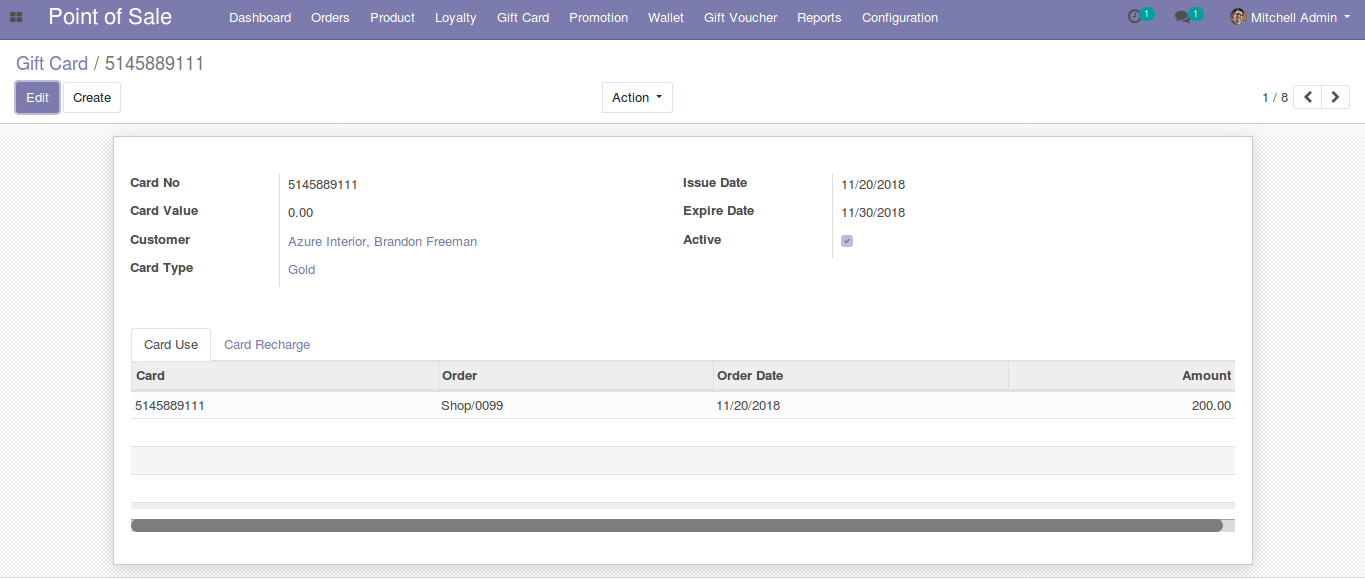 Point of Sale Dashboard Orders Product Loyalty Gift Card Promotion Wallet Gift Voucher Reports Configuration 1 1 Mitchell Admin
Gift Card / 5145889111
Edit Create Action 1 / 8
Card No 5145889111 Issue Date 11/20/2018
Card Value 0.00 Expire Date 11/30/2018
Customer Azure Interior, Brandon Freeman Active
Card Type Gold
Card Use Card Recharge
Card Order Order Date Amount
5145889111 Shop/0099 11/20/2018 200.00